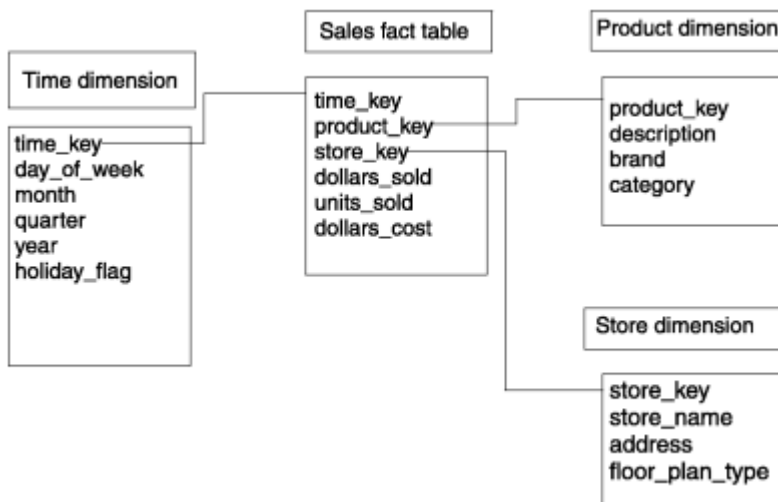 Time dimension
time_key
day_of_week
month
quarter
year
holiday_flag
Sales fact table
time_key
product_key
store_key
dollars_sold
units_sold
dollars_cost
Product dimension
product_key
description
brand
category
Store dimension
store_key
store_name
address
floor_plan_type